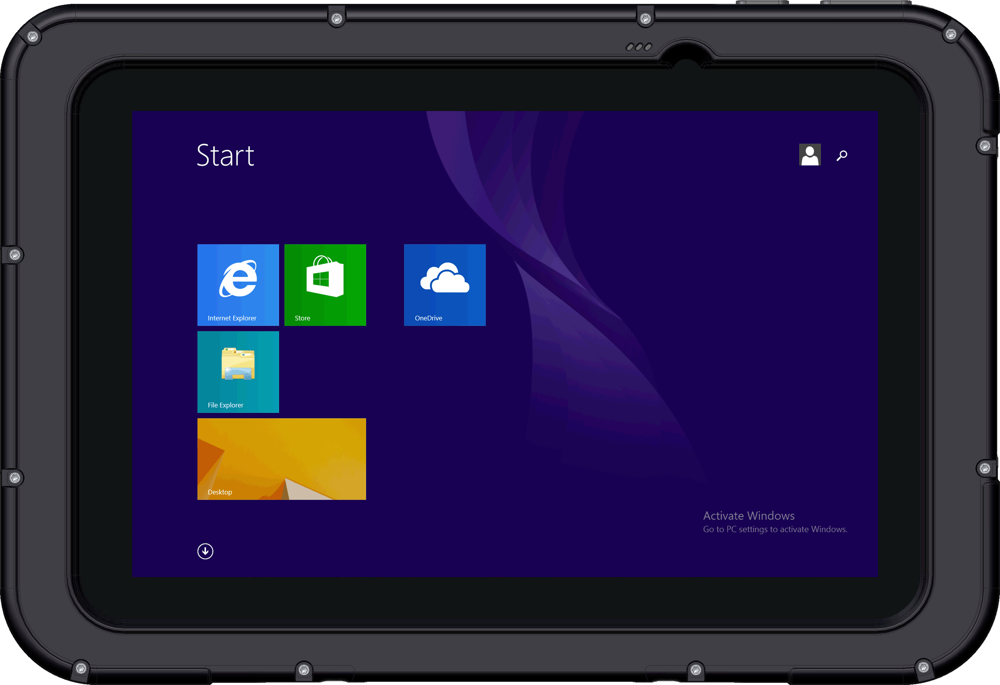 Start
Internet Explorer
Store
OneDrive
File Explorer
Desktop
Activate Windows
Go to PC settings to activate Windows.